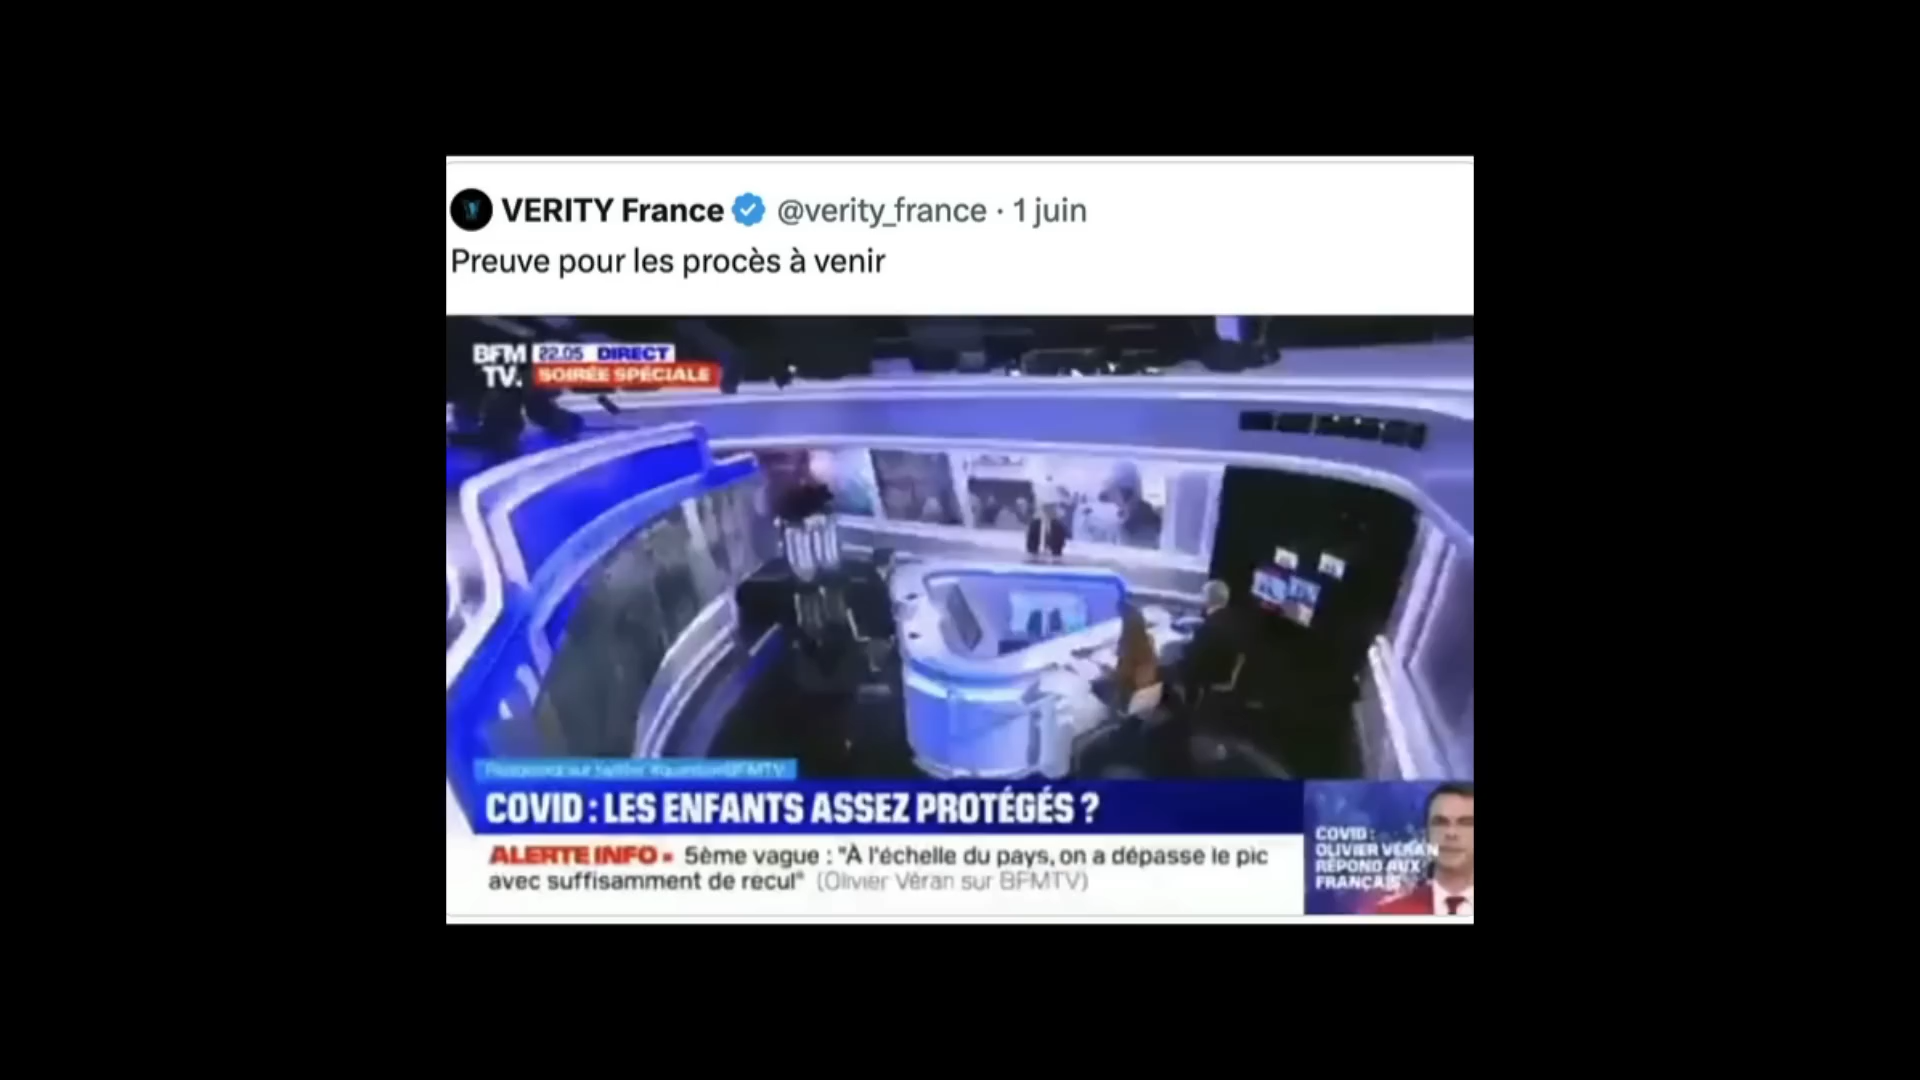 VERITY France @verity_france · 1 juin
Preuve pour les procès à venir
BFM 22.05 DIRECT
TV. SOIRÉE SPÉCIALE
COVID : LES ENFANTS ASSEZ PROTÉGÉS ?
ALERTE INFO 5ème vague : "À l'échelle du pays, on a dépassé le pic
avec suffisamment de recul" (Olivier Véran sur BFMTV)
COVID :
OLIVIER VÉRAN
RÉPOND AUX
FRANÇAIS